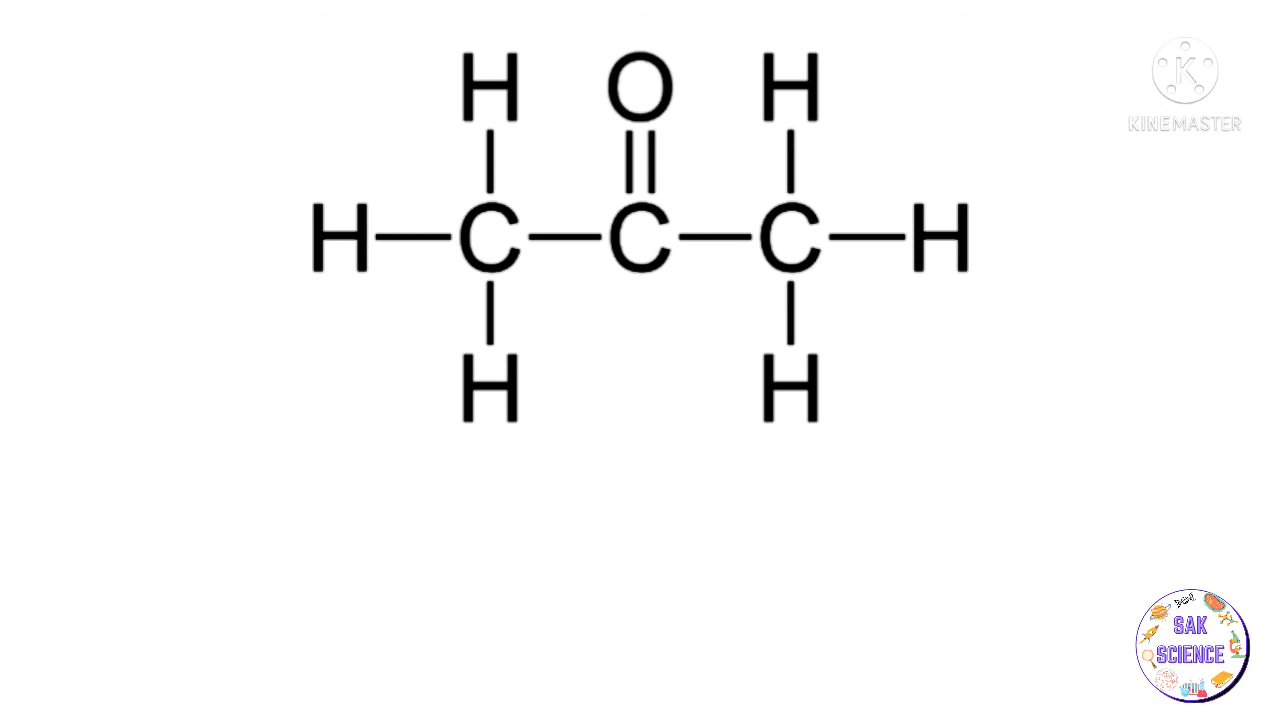 H O H
H C C C H
H H
KINEMASTER
SAK
SCIENCE